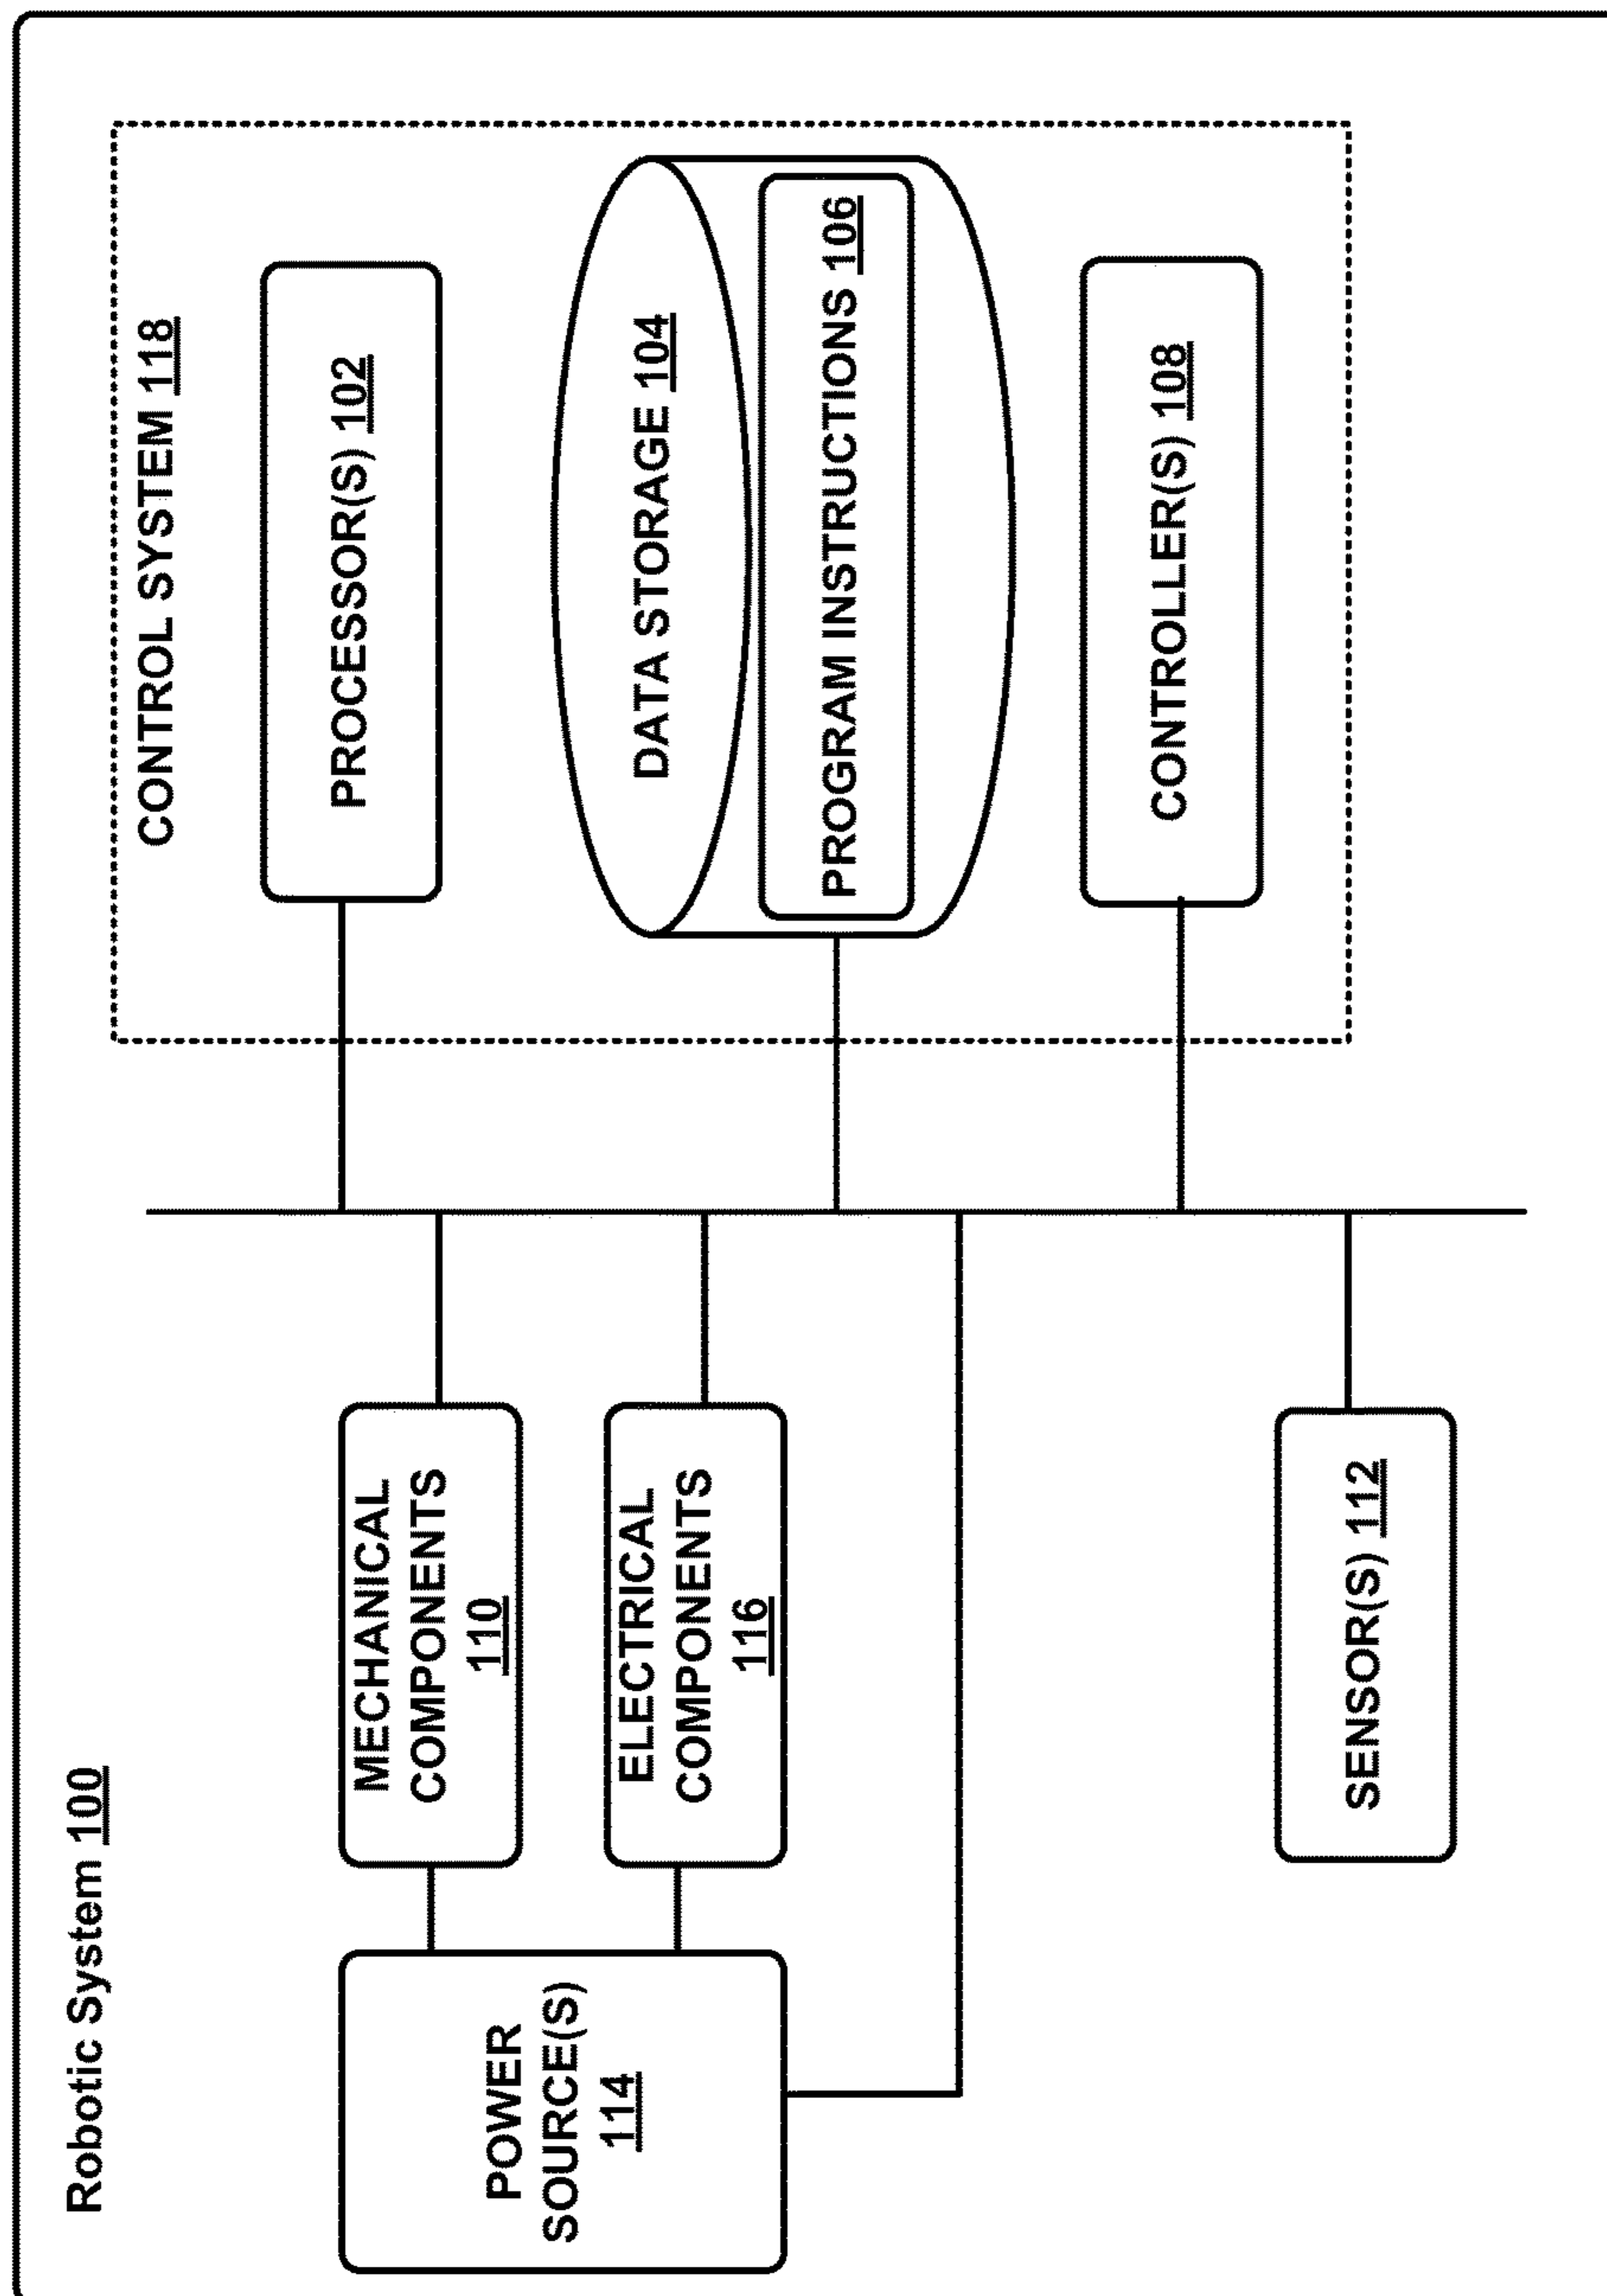 Robotic System 100
POWER
SOURCE(S)
114
MECHANICAL
COMPONENTS
110
ELECTRICAL
COMPONENTS
116
SENSOR(S) 112
CONTROL SYSTEM 118
PROCESSOR(S) 102
DATA STORAGE 104
PROGRAM INSTRUCTIONS 106
CONTROLLER(S) 108